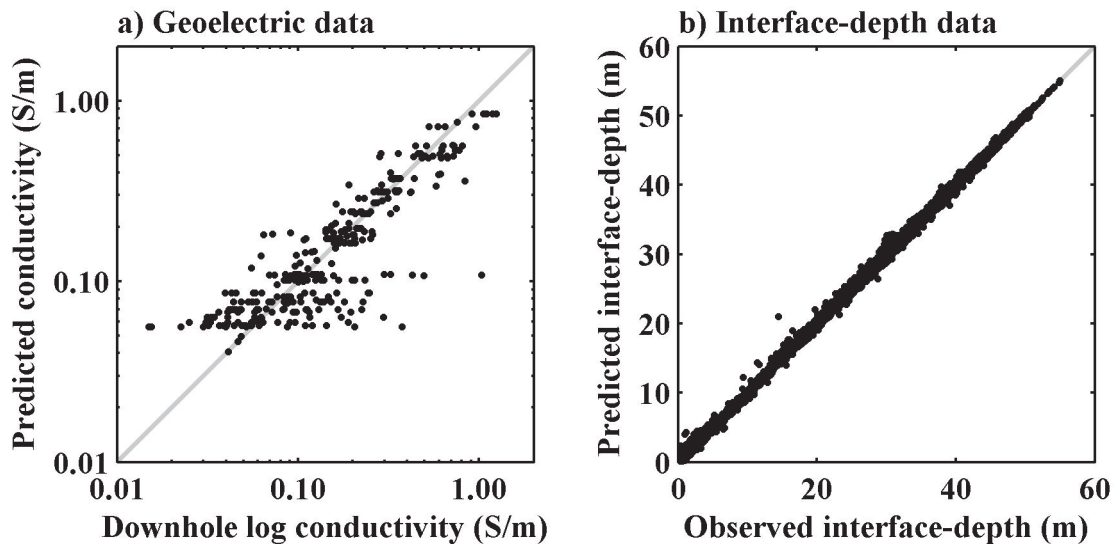 a) Geoelectric data
1.00
0.10
0.01
0.01 0.10 1.00
Predicted conductivity (S/m)
Downhole log conductivity (S/m)
b) Interface-depth data
60
50
40
30
20
10
0
0 20 40 60
Predicted interface-depth (m)
Observed interface-depth (m)